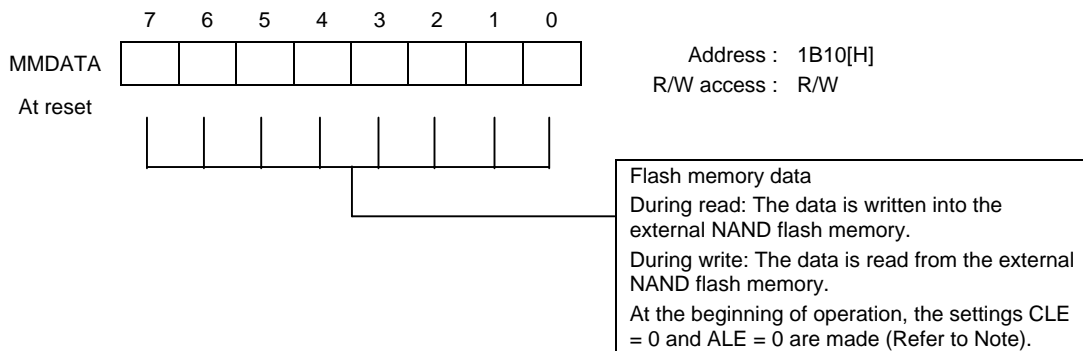 7 6 5 4 3 2 1 0
MMDATA
Address : 1B10[H]
R/W access : R/W
At reset
Flash memory data
During read: The data is written into the
external NAND flash memory.
During write: The data is read from the external
NAND flash memory.
At the beginning of operation, the settings CLE
= 0 and ALE = 0 are made (Refer to Note).